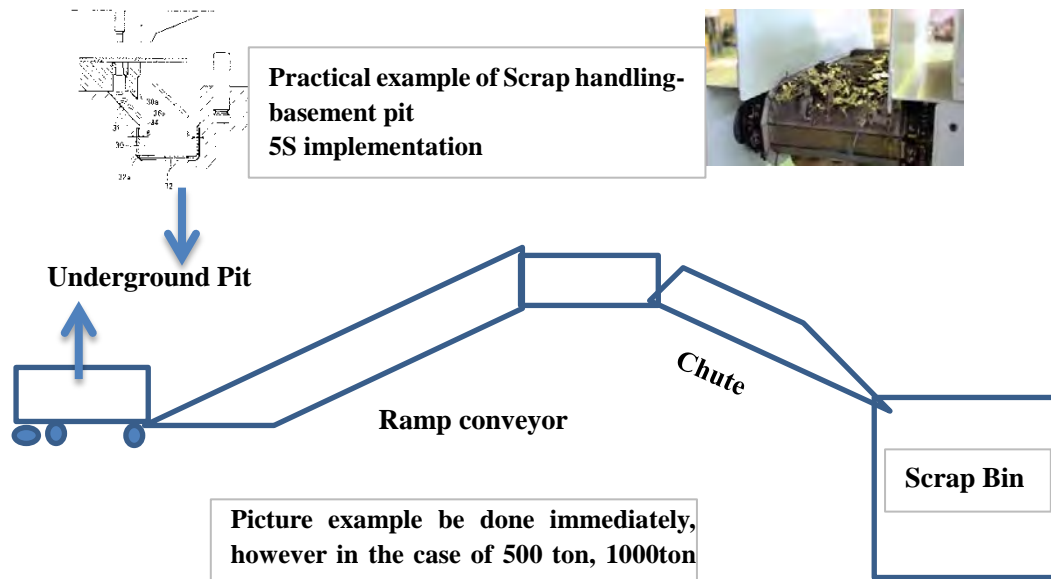 Practical example of Scrap handling-
basement pit
5S implementation
Underground Pit
Chute
Ramp conveyor
Scrap Bin
Picture example be done immediately,
however in the case of 500 ton, 1000ton